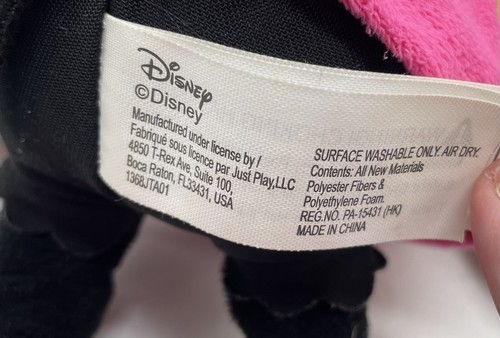 Disney
©Disney
Manufactured under license by /
Fabriqué sous licence par Just Play,LLC
4850 T-Rex Ave, Suite 100,
Boca Raton, FL33431, USA
1368JTA01
SURFACE WASHABLE ONLY. AIR DRY.
Contents: All New Materials
Polyester Fibers &
Polyethylene Foam.
REG.NO. PA-15431 (HK)
MADE IN CHINA